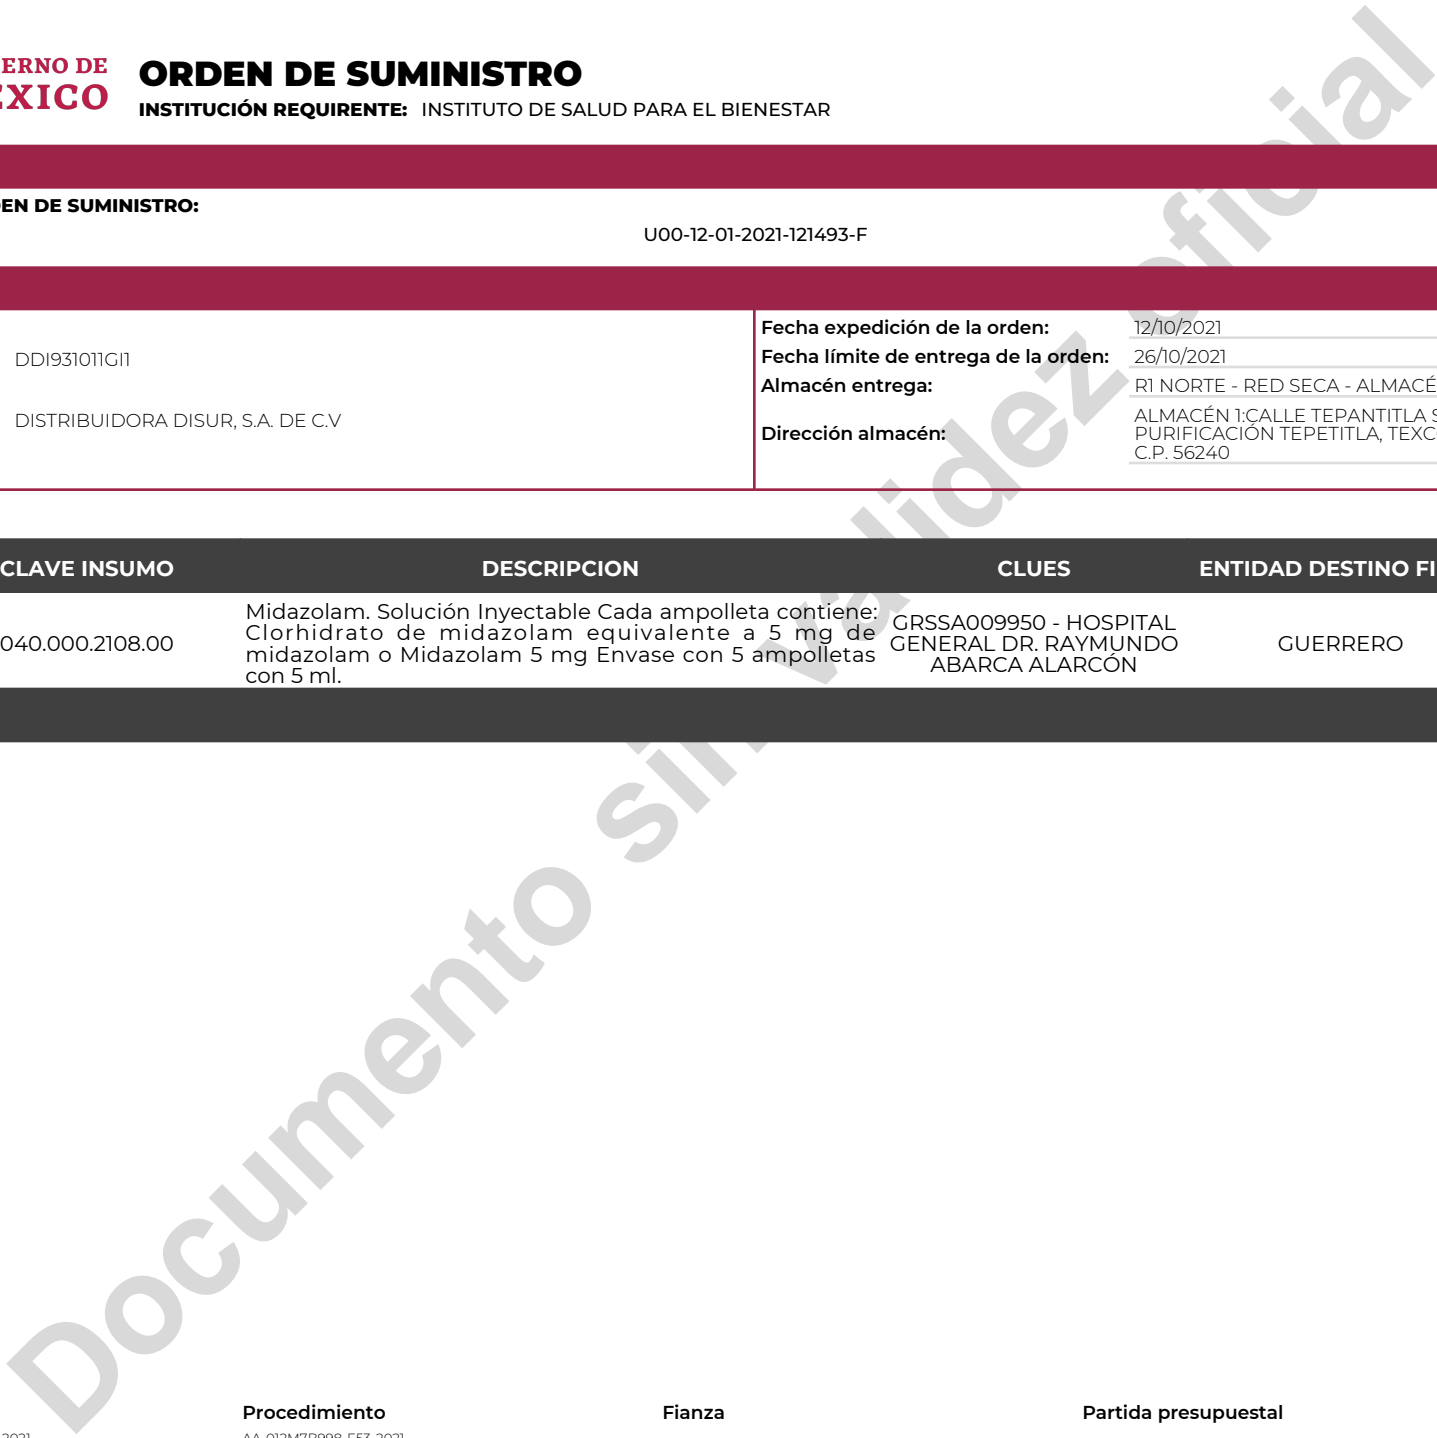 ERNO DE
EXICO
ORDEN DE SUMINISTRO
INSTITUCIÓN REQUIRENTE: INSTITUTO DE SALUD PARA EL BIENESTAR
EN DE SUMINISTRO:
U00-12-01-2021-121493-F
DDI931011GI1
DISTRIBUIDORA DISUR, S.A. DE C.V
Fecha expedición de la orden: 12/10/2021
Fecha límite de entrega de la orden: 26/10/2021
Almacén entrega: R1 NORTE - RED SECA - ALMACÉ
Dirección almacén:
ALMACÉN 1:CALLE TEPANTITLA S
PURIFICACIÓN TEPETITLA, TEXC
C.P. 56240
CLAVE INSUMO DESCRIPCION CLUES ENTIDAD DESTINO FI
040.000.2108.00
Midazolam. Solución Inyectable Cada ampolleta contiene:
Clorhidrato de midazolam equivalente a 5 mg de
midazolam o Midazolam 5 mg Envase con 5 ampolletas
con 5 ml.
GRSSA009950 - HOSPITAL
GENERAL DR. RAYMUNDO
ABARCA ALARCÓN
GUERRERO
Documento sin validez oficial
Procedimiento Fianza Partida presupuestal